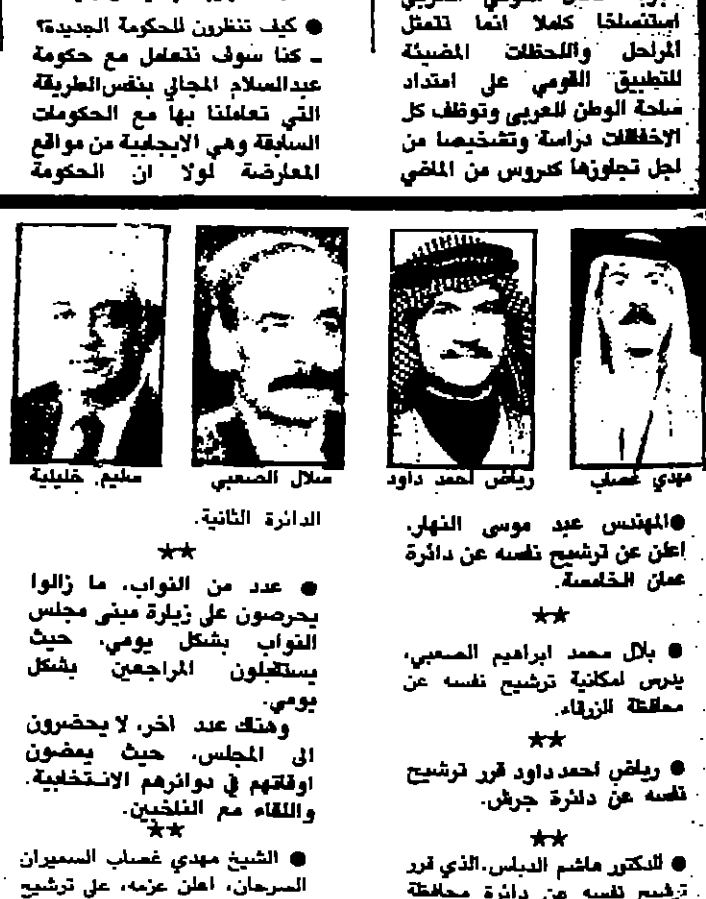 استنساخا كاملا انما تتمثل
المراحل واللحظات المضيئة
للتطبيق القومي على امتداد
ساحة الوطن العربي وتوظف كل
الاخفاقات دراسة وتشخيصا من
اجل تجاوزها كدروس من الماضي
● كيف تنظرون للحكومة الجديدة؟
ـ كنا سوف نتعامل مع حكومة
عبدالسلام المجالي بنفس الطريقة
التي تعاملنا بها مع الحكومات
السابقة وهي الايجابية من مواقع
المعارضة لولا ان الحكومة
مهدي غصاب
رياض احمد داود
بلال الصعبي
سليم خليلية
●المهندس عبد موسى النهار،
اعلن عن ترشيح نفسه عن دائرة
عمان الخامسة.
★★
● بلال محمد ابراهيم الصعبي،
يدرس امكانية ترشيح نفسه عن
محافظة الزرقاء.
★★
● رياض احمد داود قرر ترشيح
نفسه عن دائرة جرش.
★★
● الدكتور هاشم الدباس، الذي قرر
ترشيح نفسه عن دائرة محافظة
الدائرة الثانية.
★★
● عدد من النواب، ما زالوا
يحرصون على زيارة مبنى مجلس
النواب بشكل يومي، حيث
يستقبلون المراجعين بشكل
يومي.
وهناك عدد آخر، لا يحضرون
الى المجلس، حيث يمضون
اوقاتهم في دوائرهم الانتخابية.
واللقاء مع الناخبين.
★★
● الشيخ مهدي غصاب السميران
السرحان، اعلن عزمه، على ترشيح